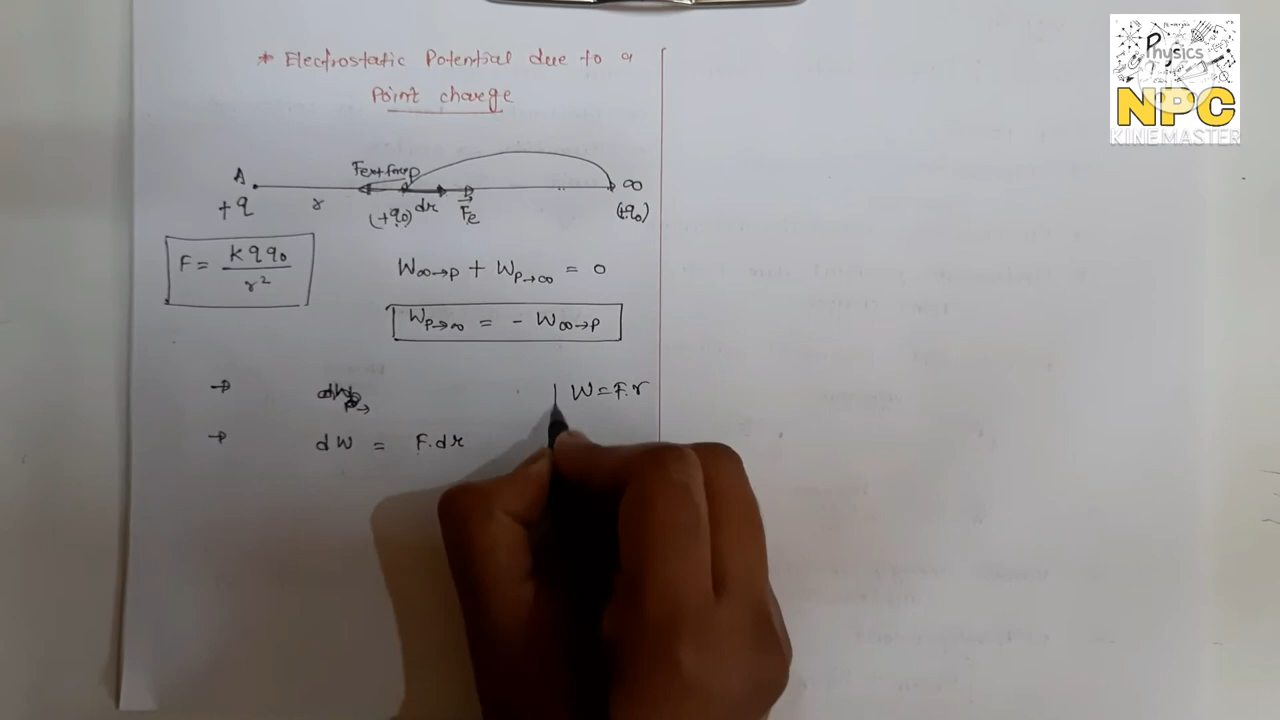 * Electrostatic Potential due to a
Point charge
Physics
NPC
KINEMASTER
A Fext force P ∞
+q r (+q₀) dr F⃗e (+q₀)
F = kqq₀/r²
W∞→P + WP→∞ = 0
WP→∞ = - W∞→P
→ W = F.r
→ dW = F.dr